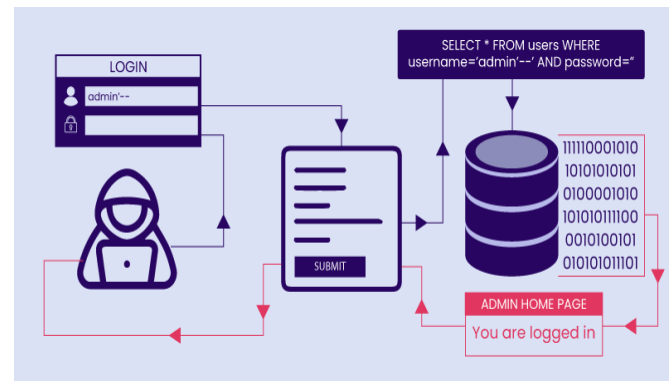 LOGIN
admin'--
SELECT * FROM users WHERE
username='admin'--' AND password=''
111110001010
10101010101
0100001010
101010111100
0010100101
010101011101
SUBMIT
ADMIN HOME PAGE
You are logged in